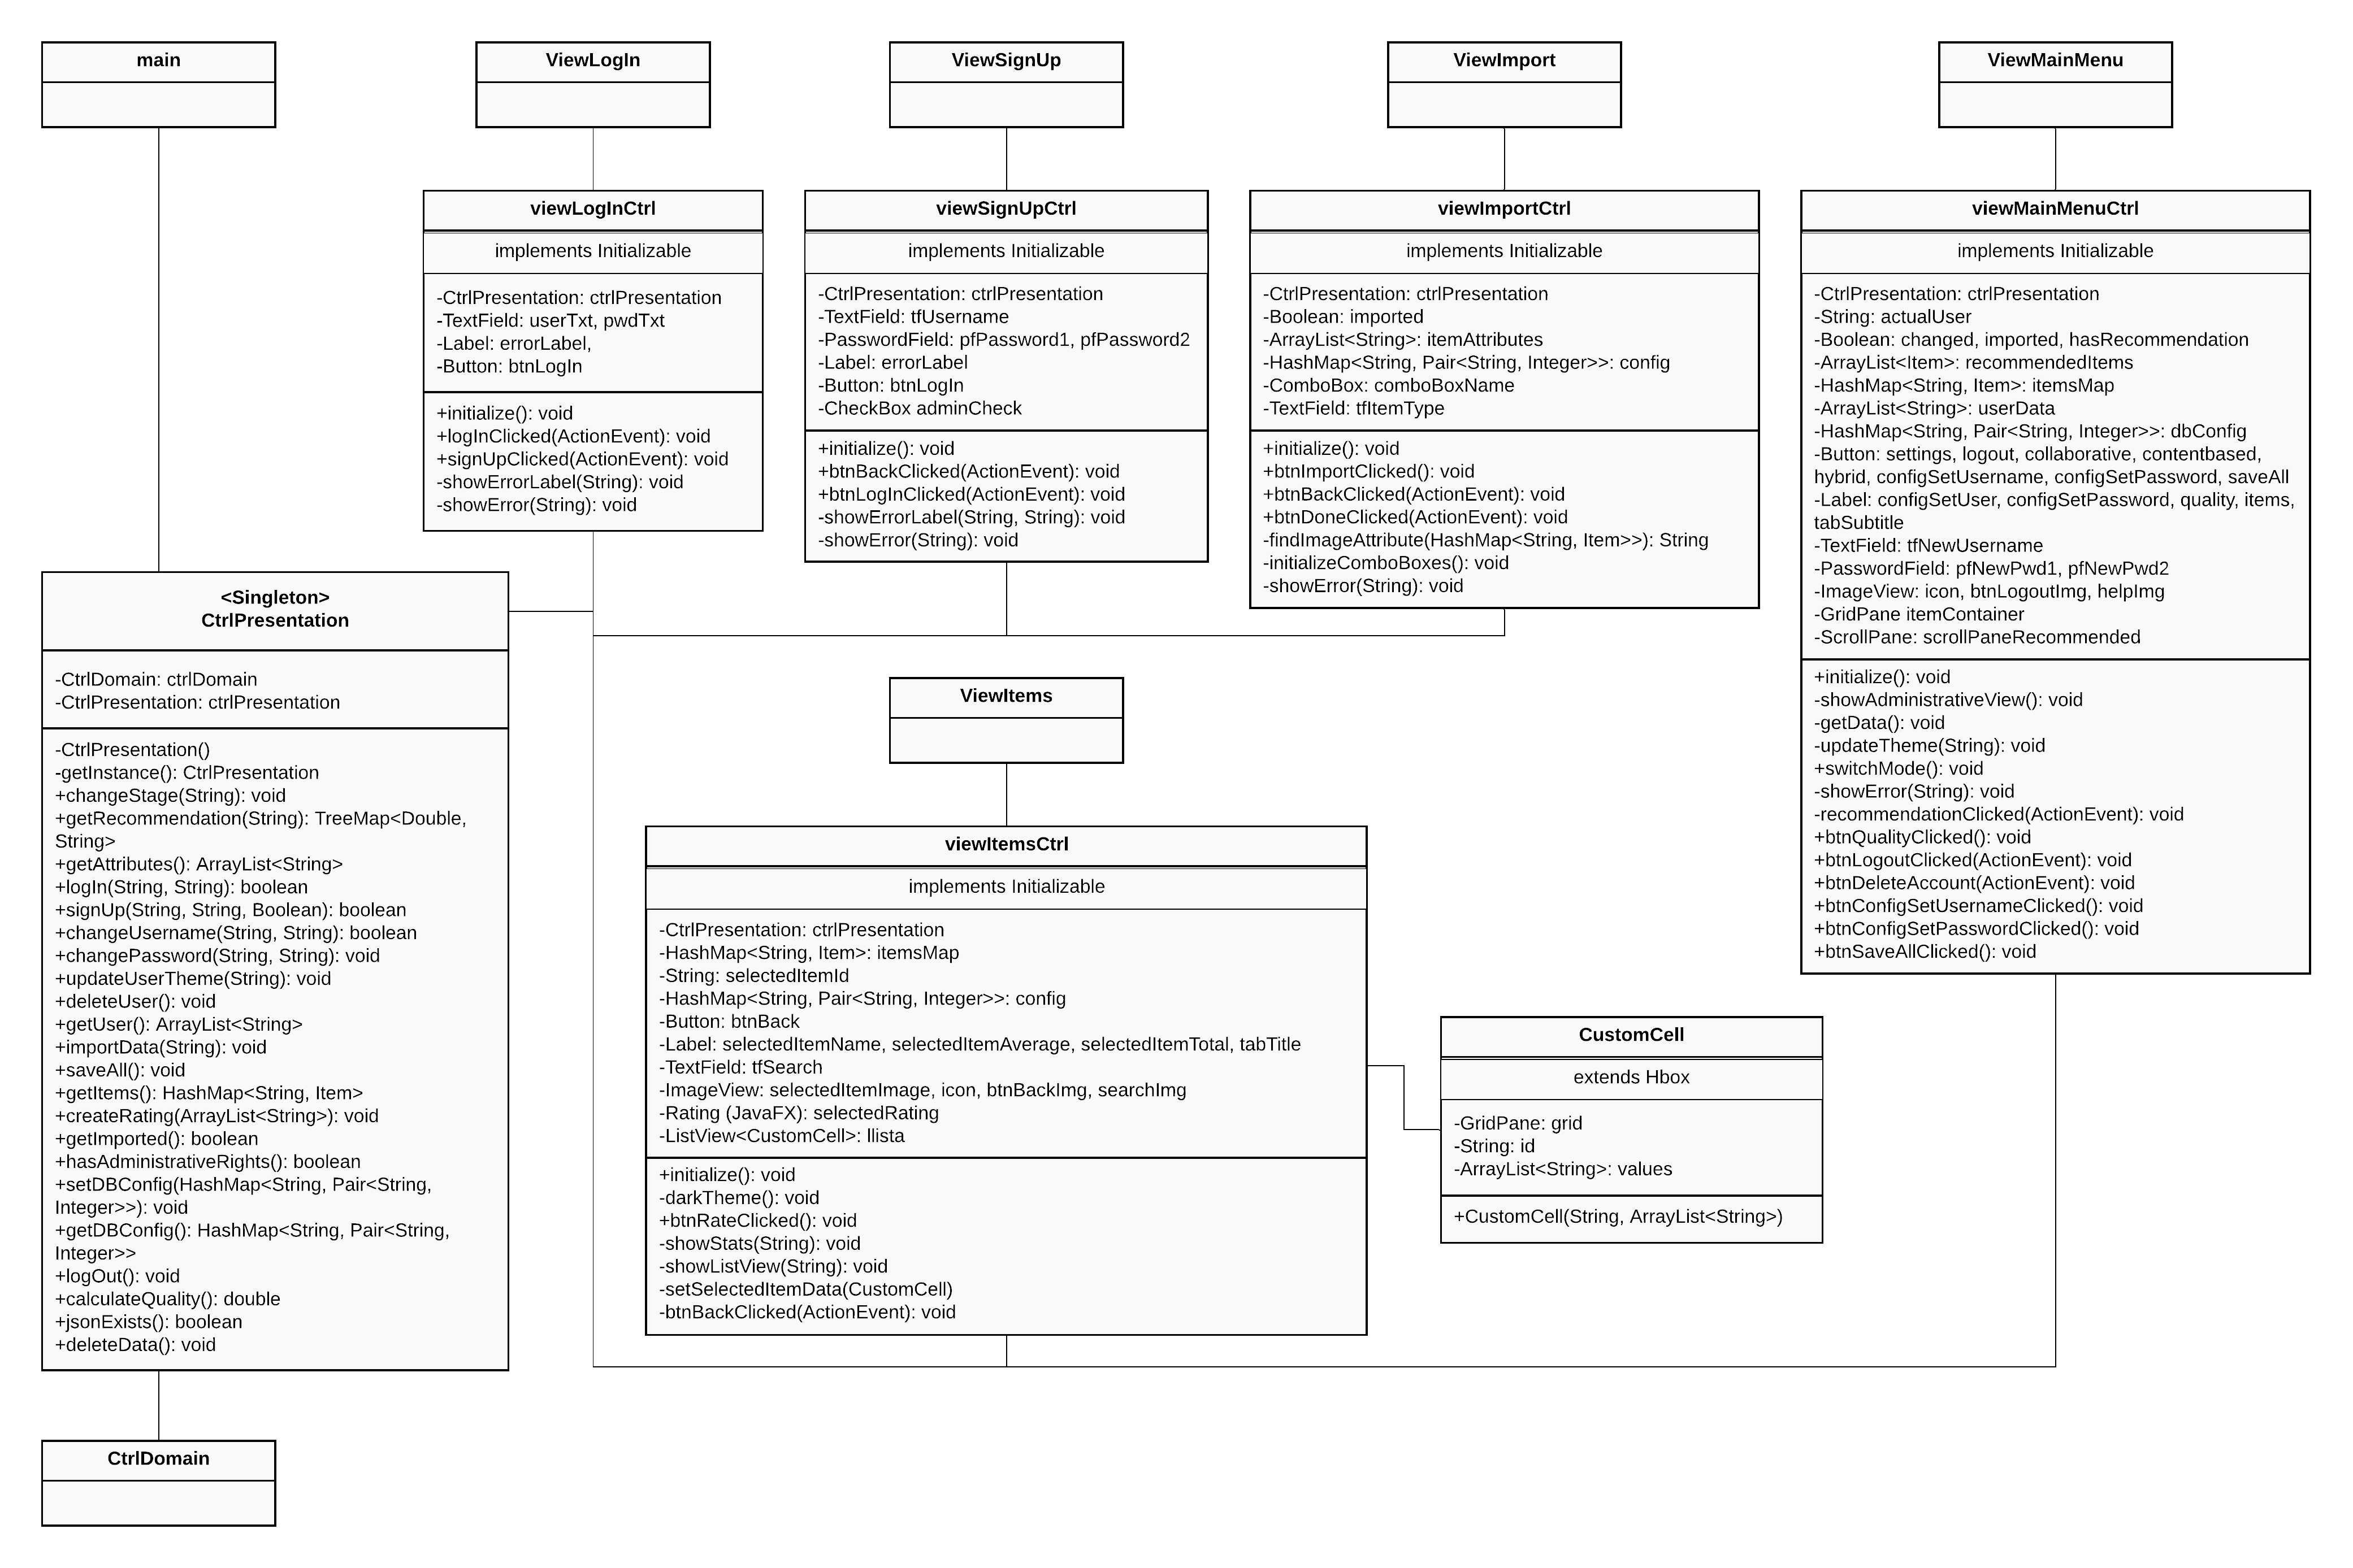 main
ViewLogIn
ViewSignUp
ViewImport
ViewMainMenu
viewLogInCtrl
implements Initializable
-CtrlPresentation: ctrlPresentation
-TextField: userTxt, pwdTxt
-Label: errorLabel,
-Button: btnLogIn
+initialize(): void
+logInClicked(ActionEvent): void
+signUpClicked(ActionEvent): void
-showErrorLabel(String): void
-showError(String): void
viewSignUpCtrl
implements Initializable
-CtrlPresentation: ctrlPresentation
-TextField: tfUsername
-PasswordField: pfPassword1, pfPassword2
-Label: errorLabel
-Button: btnLogIn
-CheckBox adminCheck
+initialize(): void
+btnBackClicked(ActionEvent): void
+btnLogInClicked(ActionEvent): void
-showErrorLabel(String, String): void
-showError(String): void
viewImportCtrl
implements Initializable
-CtrlPresentation: ctrlPresentation
-Boolean: imported
-ArrayList<String>: itemAttributes
-HashMap<String, Pair<String, Integer>>: config
-ComboBox: comboBoxName
-TextField: tfItemType
+initialize(): void
+btnImportClicked(): void
+btnBackClicked(ActionEvent): void
+btnDoneClicked(ActionEvent): void
-findImageAttribute(HashMap<String, Item>>): String
-initializeComboBoxes(): void
-showError(String): void
viewMainMenuCtrl
implements Initializable
-CtrlPresentation: ctrlPresentation
-String: actualUser
-Boolean: changed, imported, hasRecommendation
-ArrayList<Item>: recommendedItems
-HashMap<String, Item>: itemsMap
-ArrayList<String>: userData
-HashMap<String, Pair<String, Integer>>: dbConfig
-Button: settings, logout, collaborative, contentbased,
hybrid, configSetUsername, configSetPassword, saveAll
-Label: configSetUser, configSetPassword, quality, items,
tabSubtitle
-TextField: tfNewUsername
-PasswordField: pfNewPwd1, pfNewPwd2
-ImageView: icon, btnLogoutImg, helpImg
-GridPane itemContainer
-ScrollPane: scrollPaneRecommended
+initialize(): void
-showAdministrativeView(): void
-getData(): void
-updateTheme(String): void
+switchMode(): void
-showError(String): void
-recommendationClicked(ActionEvent): void
+btnQualityClicked(): void
+btnLogoutClicked(ActionEvent): void
+btnDeleteAccount(ActionEvent): void
+btnConfigSetUsernameClicked(): void
+btnConfigSetPasswordClicked(): void
+btnSaveAllClicked(): void
<Singleton>
CtrlPresentation
-CtrlDomain: ctrlDomain
-CtrlPresentation: ctrlPresentation
-CtrlPresentation()
-getInstance(): CtrlPresentation
+changeStage(String): void
+getRecommendation(String): TreeMap<Double,
String>
+getAttributes(): ArrayList<String>
+logIn(String, String): boolean
+signUp(String, String, Boolean): boolean
+changeUsername(String, String): boolean
+changePassword(String, String): void
+updateUserTheme(String): void
+deleteUser(): void
+getUser(): ArrayList<String>
+importData(String): void
+saveAll(): void
+getItems(): HashMap<String, Item>
+createRating(ArrayList<String>): void
+getImported(): boolean
+hasAdministrativeRights(): boolean
+setDBConfig(HashMap<String, Pair<String,
Integer>>): void
+getDBConfig(): HashMap<String, Pair<String,
Integer>>
+logOut(): void
+calculateQuality(): double
+jsonExists(): boolean
+deleteData(): void
ViewItems
viewItemsCtrl
implements Initializable
-CtrlPresentation: ctrlPresentation
-HashMap<String, Item>: itemsMap
-String: selectedItemId
-HashMap<String, Pair<String, Integer>>: config
-Button: btnBack
-Label: selectedItemName, selectedItemAverage, selectedItemTotal, tabTitle
-TextField: tfSearch
-ImageView: selectedItemImage, icon, btnBackImg, searchImg
-Rating (JavaFX): selectedRating
-ListView<CustomCell>: llista
+initialize(): void
-darkTheme(): void
+btnRateClicked(): void
-showStats(String): void
-showListView(String): void
-setSelectedItemData(CustomCell)
-btnBackClicked(ActionEvent): void
CustomCell
extends Hbox
-GridPane: grid
-String: id
-ArrayList<String>: values
+CustomCell(String, ArrayList<String>)
CtrlDomain